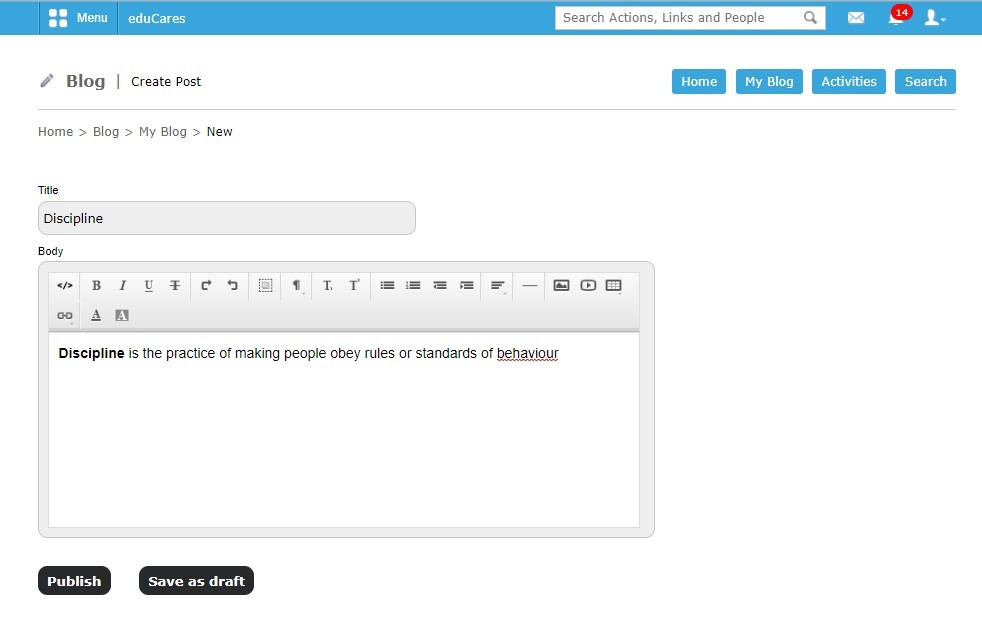 Menu eduCares Search Actions, Links and People 14
Blog | Create Post Home My Blog Activities Search
Home > Blog > My Blog > New
Title
Discipline
Body
</> B I U T ¶ T, T'
A A
Discipline is the practice of making people obey rules or standards of behaviour
Publish Save as draft